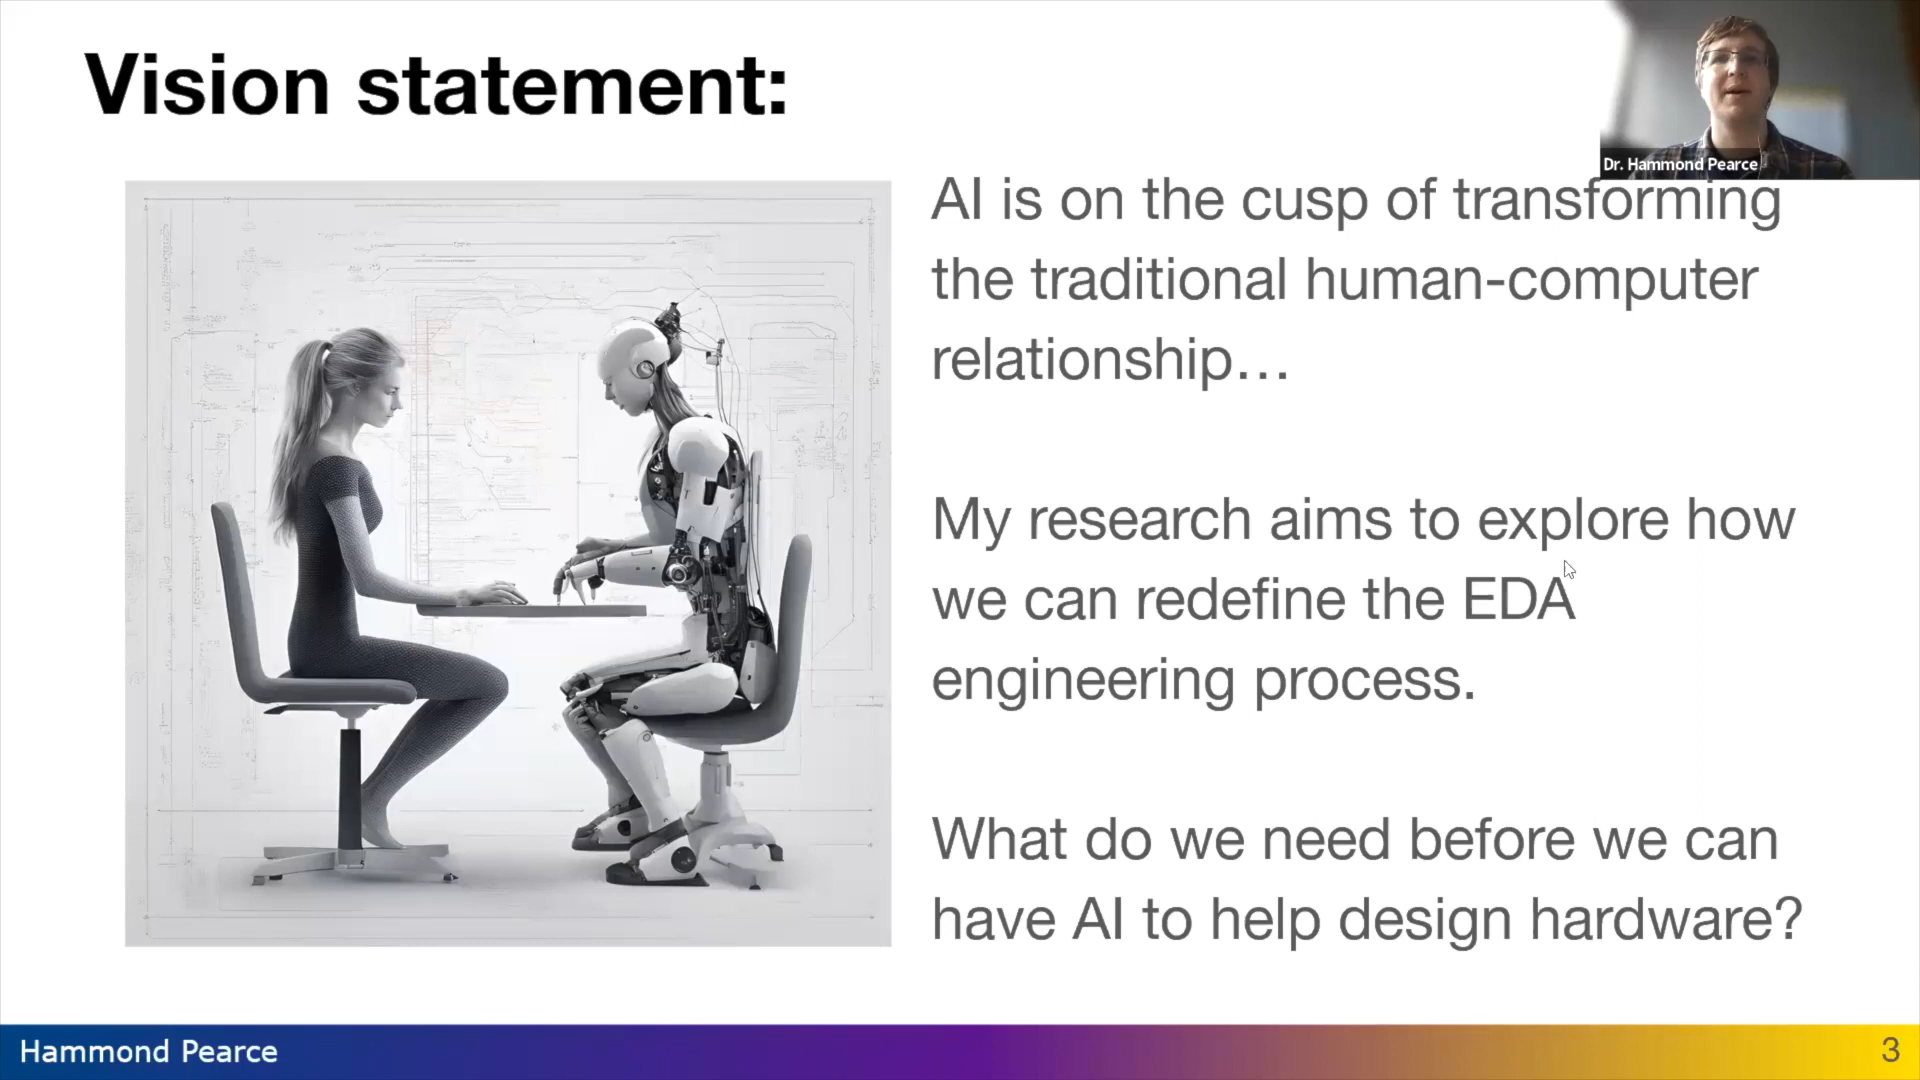 Vision statement:
Dr. Hammond Pearce
AI is on the cusp of transforming
the traditional human-computer
relationship…
My research aims to explore how
we can redefine the EDA
engineering process.
What do we need before we can
have AI to help design hardware?
Hammond Pearce
3